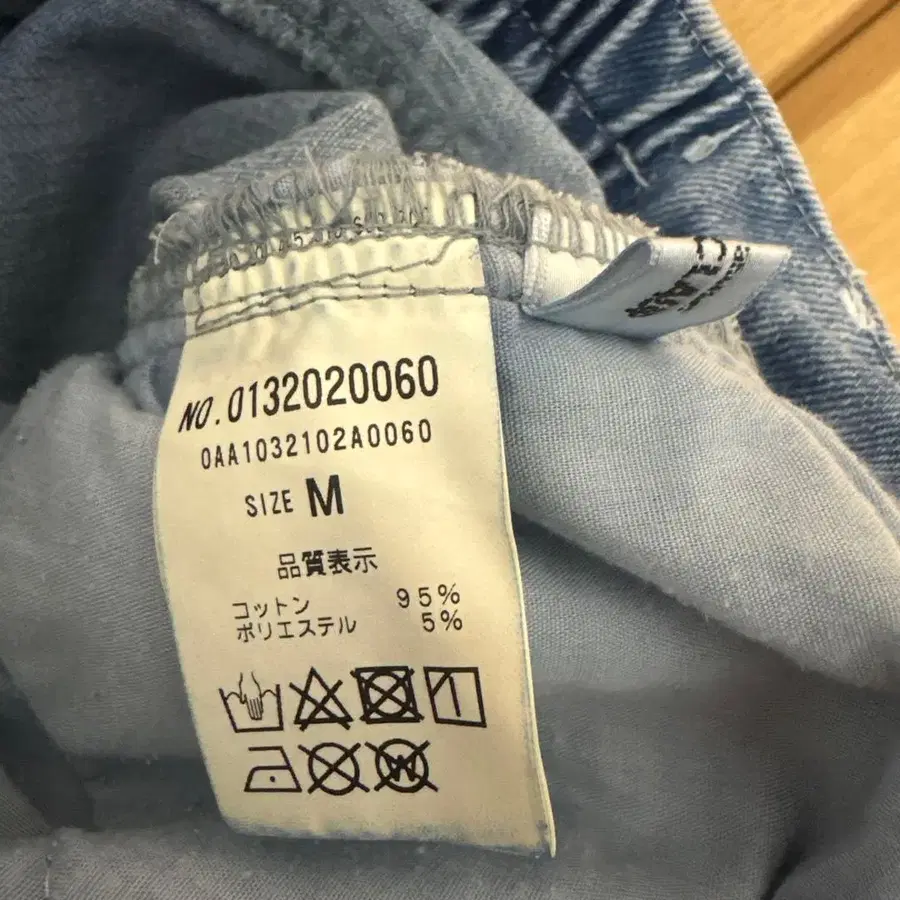 NO.0132020060
0AA1032102A0060
SIZE M
品質表示
コットン 95%
ポリエステル 5%